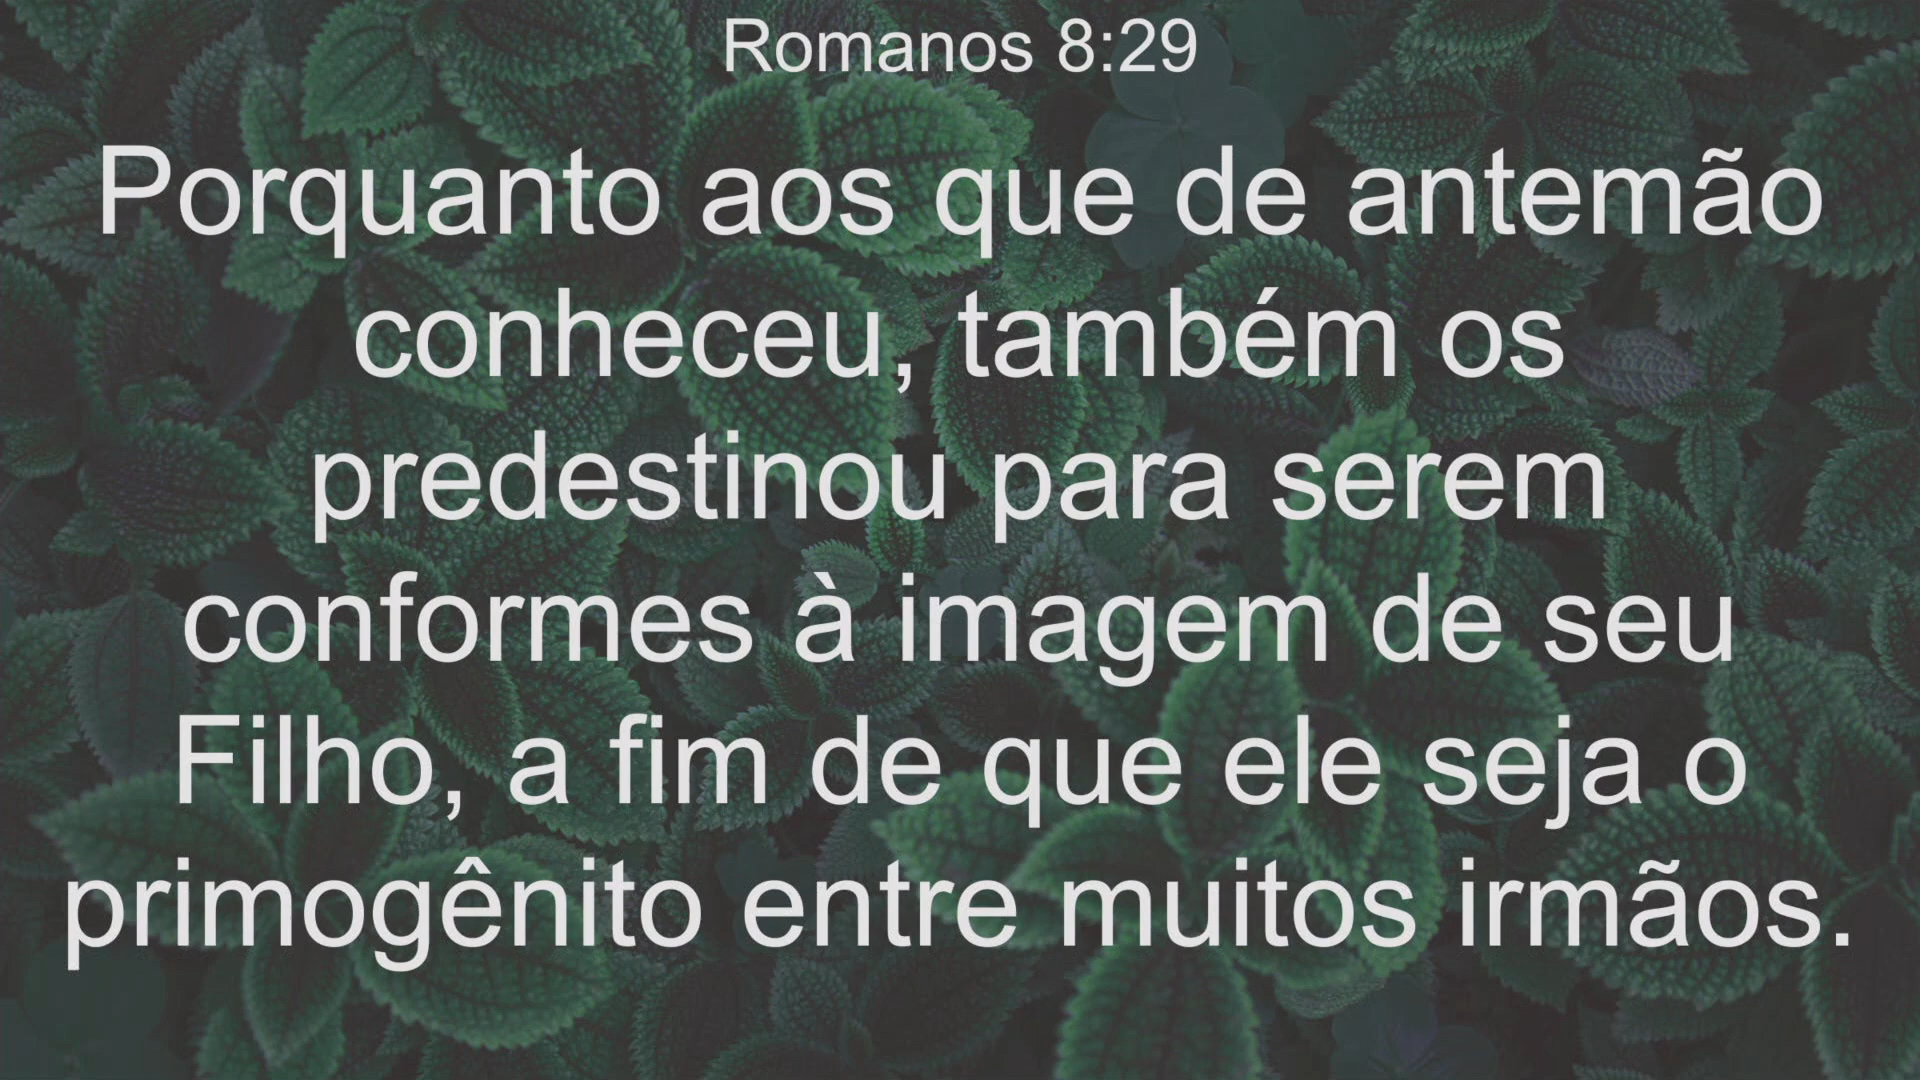 Romanos 8:29
Porquanto aos que de antemão
conheceu, também os
predestinou para serem
conformes à imagem de seu
Filho, a fim de que ele seja o
primogênito entre muitos irmãos.